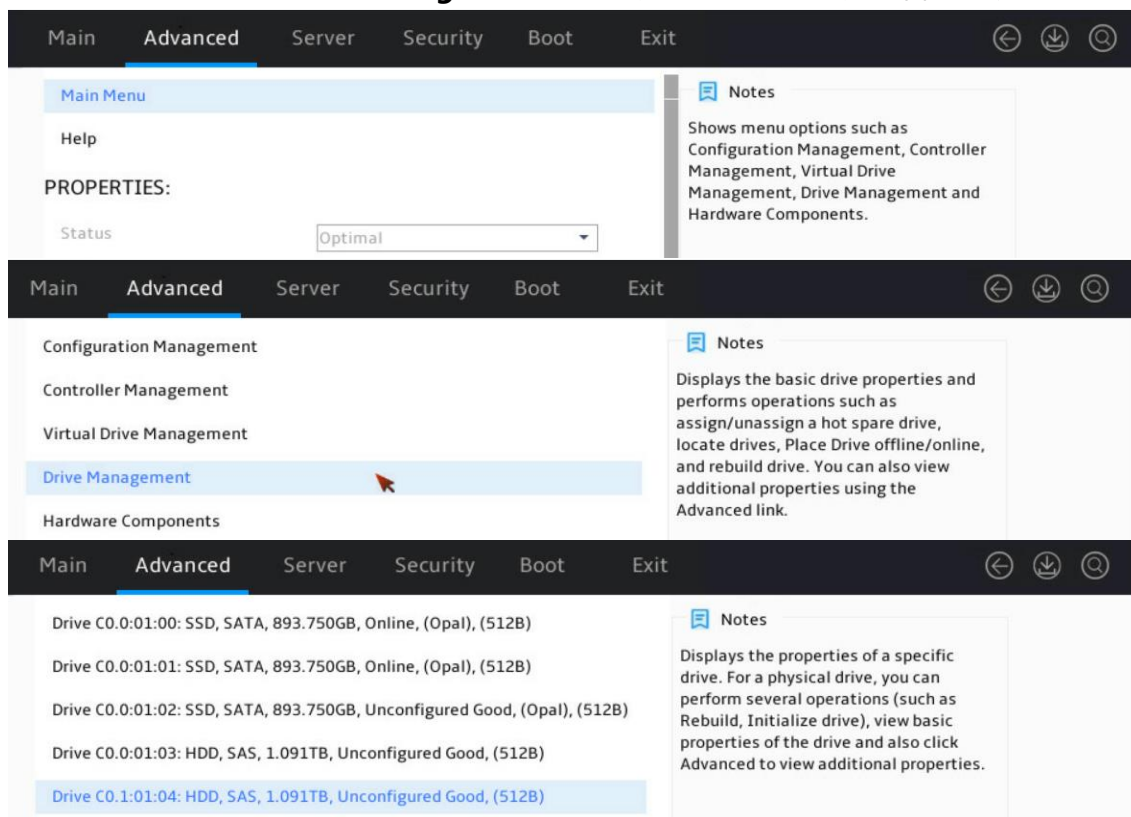 Main Advanced Server Security Boot Exit
Main Menu
Help
PROPERTIES:
Status Optimal
Notes
Shows menu options such as
Configuration Management, Controller
Management, Virtual Drive
Management, Drive Management and
Hardware Components.
Main Advanced Server Security Boot Exit
Configuration Management
Controller Management
Virtual Drive Management
Drive Management
Hardware Components
Notes
Displays the basic drive properties and
performs operations such as
assign/unassign a hot spare drive,
locate drives, Place Drive offline/online,
and rebuild drive. You can also view
additional properties using the
Advanced link.
Main Advanced Server Security Boot Exit
Drive C0.0:01:00: SSD, SATA, 893.750GB, Online, (Opal), (512B)
Drive C0.0:01:01: SSD, SATA, 893.750GB, Online, (Opal), (512B)
Drive C0.0:01:02: SSD, SATA, 893.750GB, Unconfigured Good, (Opal), (512B)
Drive C0.0:01:03: HDD, SAS, 1.091TB, Unconfigured Good, (512B)
Drive C0.1:01:04: HDD, SAS, 1.091TB, Unconfigured Good, (512B)
Notes
Displays the properties of a specific
drive. For a physical drive, you can
perform several operations (such as
Rebuild, Initialize drive), view basic
properties of the drive and also click
Advanced to view additional properties.